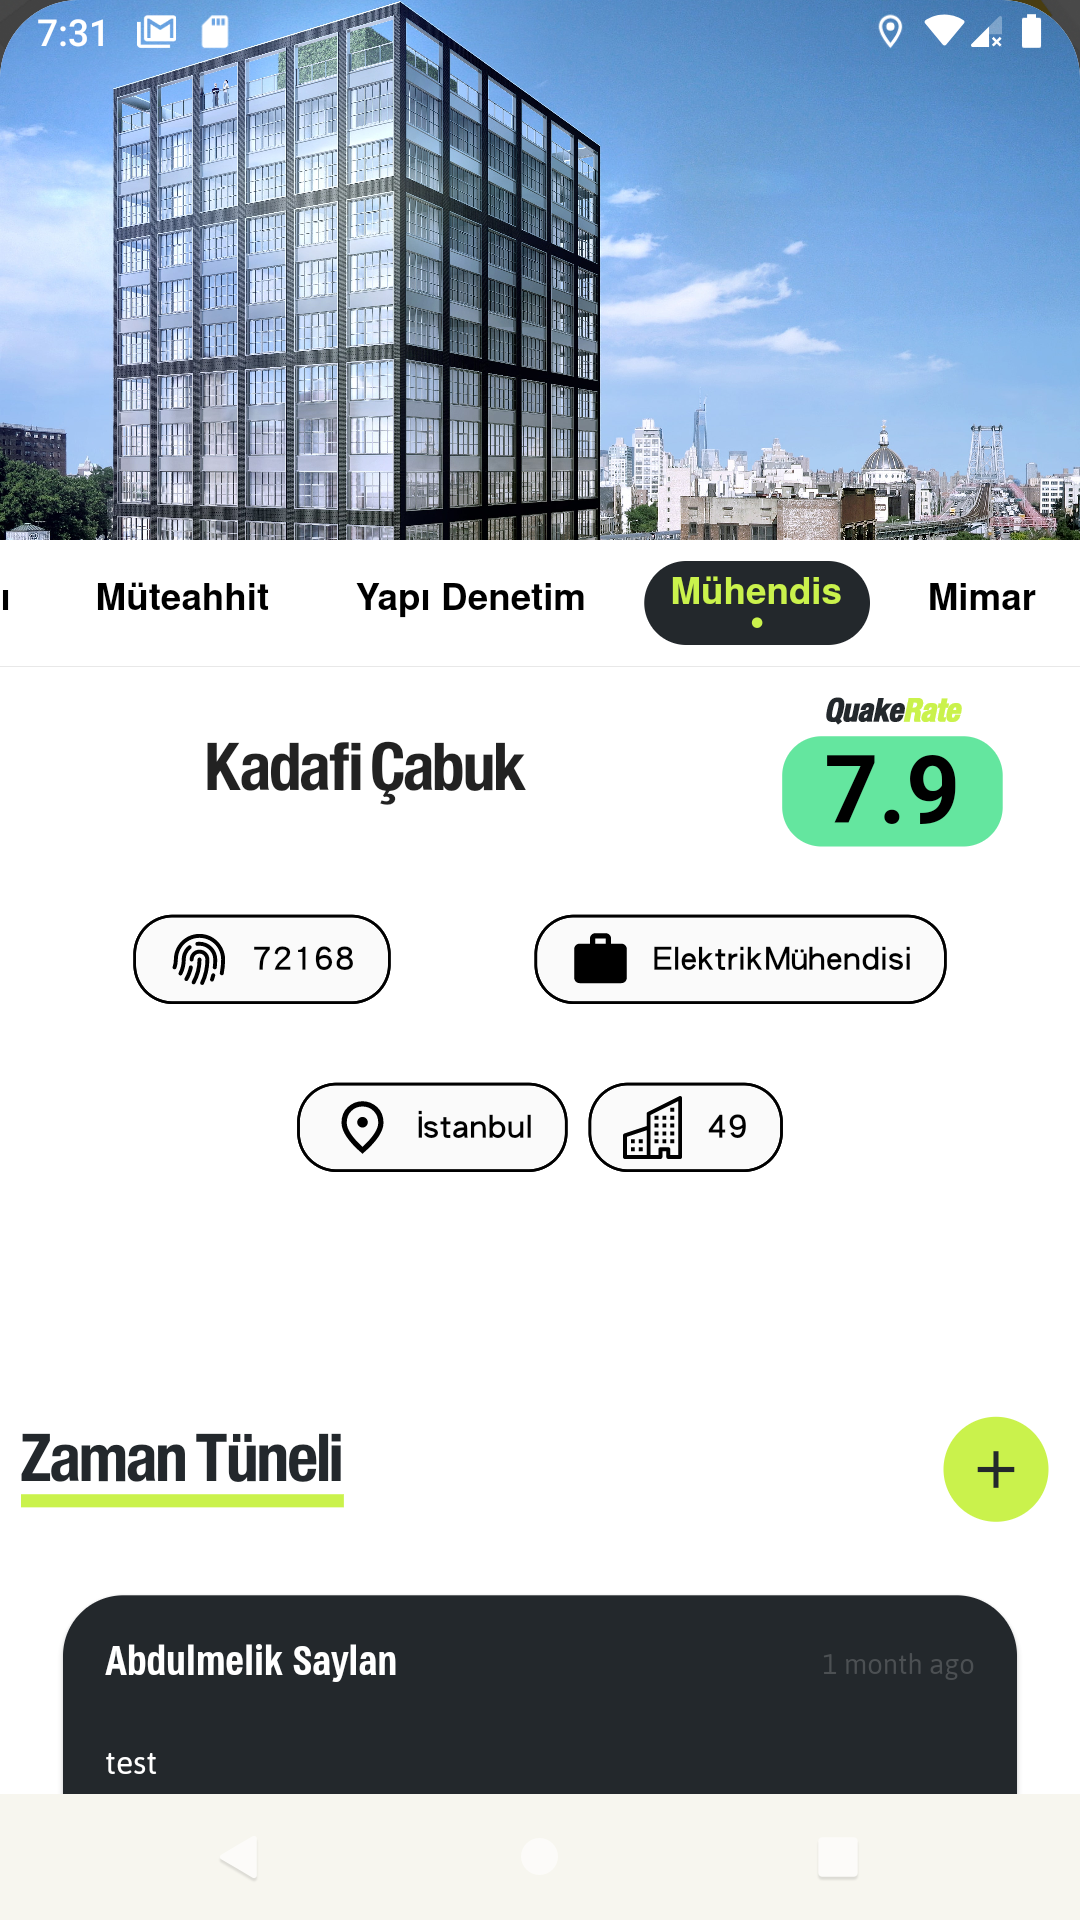 7:31
ı Müteahhit Yapı Denetim Mühendis Mimar
QuakeRate
Kadafi Çabuk
7.9
72168
ElektrikMühendisi
İstanbul
49
Zaman Tüneli
+
Abdulmelik Saylan
1 month ago
test